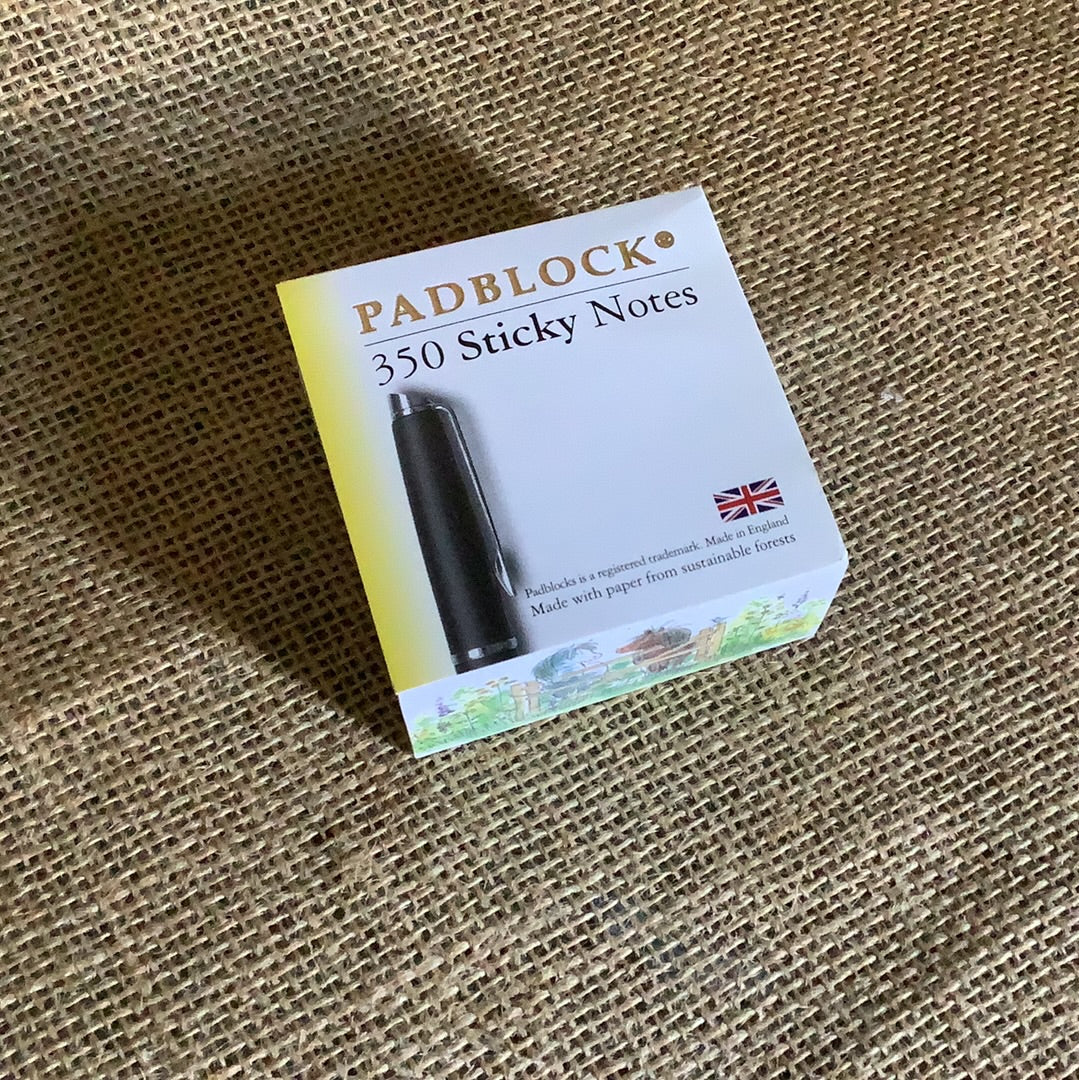 PADBLOCK®
350 Sticky Notes
Padblocks is a registered trademark. Made in England
Made with paper from sustainable forests